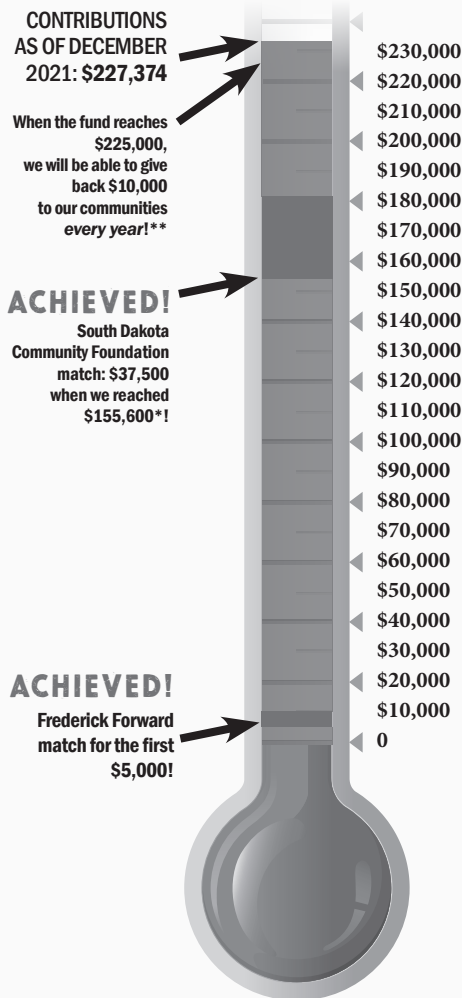 CONTRIBUTIONS
AS OF DECEMBER
2021: $227,374
When the fund reaches
$225,000,
we will be able to give
back $10,000
to our communities
every year!**
ACHIEVED!
South Dakota
Community Foundation
match: $37,500
when we reached
$155,600*!
ACHIEVED!
Frederick Forward
match for the first
$5,000!
$230,000
$220,000
$210,000
$200,000
$190,000
$180,000
$170,000
$160,000
$150,000
$140,000
$130,000
$120,000
$110,000
$100,000
$90,000
$80,000
$70,000
$60,000
$50,000
$40,000
$30,000
$20,000
$10,000
0